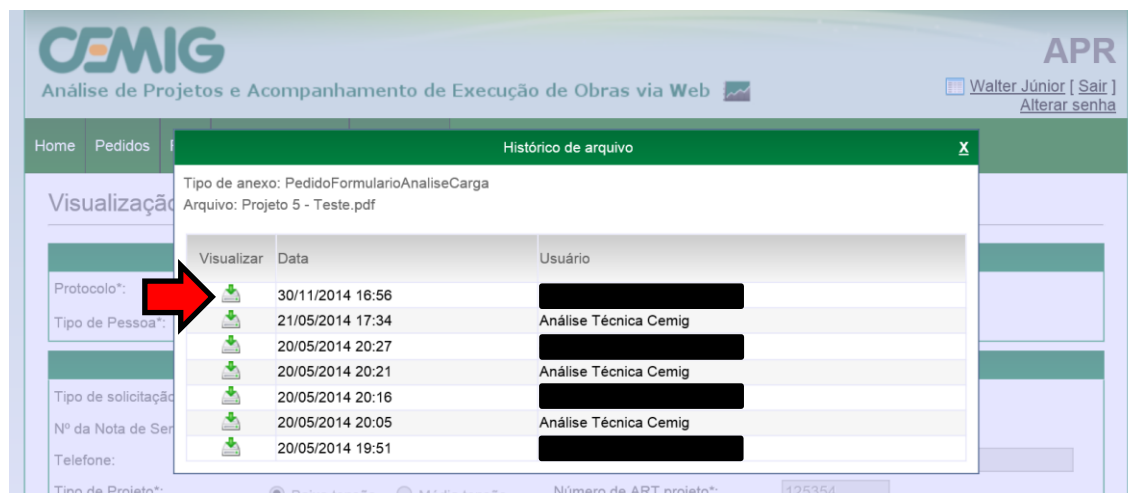 CEMIG
APR
Análise de Projetos e Acompanhamento de Execução de Obras via Web
Walter Júnior [ Sair ]
Alterar senha
Home Pedidos
Histórico de arquivo X
Tipo de anexo: PedidoFormularioAnaliseCarga
Arquivo: Projeto 5 - Teste.pdf
Visualização
Visualizar Data Usuário
Protocolo*:
30/11/2014 16:56
Tipo de Pessoa*:
21/05/2014 17:34 Análise Técnica Cemig
20/05/2014 20:27
20/05/2014 20:21 Análise Técnica Cemig
Tipo de solicitação
20/05/2014 20:16
Nº da Nota de Ser
20/05/2014 20:05 Análise Técnica Cemig
20/05/2014 19:51
Telefone:
Tipo de Projeto*: Número de ART projeto*: 125354